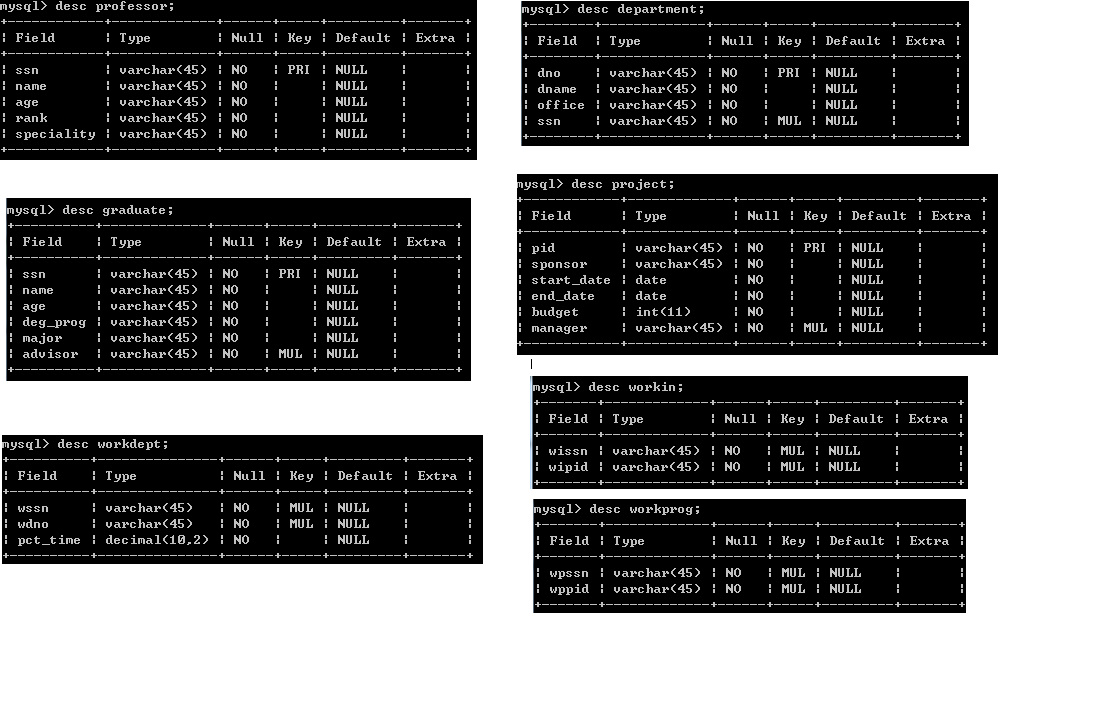 mysql> desc professor;
| Field | Type | Null | Key | Default | Extra |
| ssn | varchar(45) | NO | PRI | NULL | |
| name | varchar(45) | NO | | NULL | |
| age | varchar(45) | NO | | NULL | |
| rank | varchar(45) | NO | | NULL | |
| speciality | varchar(45) | NO | | NULL | |
mysql> desc department;
| Field | Type | Null | Key | Default | Extra |
| dno | varchar(45) | NO | PRI | NULL | |
| dname | varchar(45) | NO | | NULL | |
| office | varchar(45) | NO | | NULL | |
| ssn | varchar(45) | NO | MUL | NULL | |
mysql> desc graduate;
| Field | Type | Null | Key | Default | Extra |
| ssn | varchar(45) | NO | PRI | NULL | |
| name | varchar(45) | NO | | NULL | |
| age | varchar(45) | NO | | NULL | |
| deg_prog | varchar(45) | NO | | NULL | |
| major | varchar(45) | NO | | NULL | |
| advisor | varchar(45) | NO | MUL | NULL | |
mysql> desc project;
| Field | Type | Null | Key | Default | Extra |
| pid | varchar(45) | NO | PRI | NULL | |
| sponsor | varchar(45) | NO | | NULL | |
| start_date | date | NO | | NULL | |
| end_date | date | NO | | NULL | |
| budget | int(11) | NO | | NULL | |
| manager | varchar(45) | NO | MUL | NULL | |
mysql> desc workdept;
| Field | Type | Null | Key | Default | Extra |
| wssn | varchar(45) | NO | MUL | NULL | |
| wdno | varchar(45) | NO | MUL | NULL | |
| pct_time | decimal(10,2) | NO | | NULL | |
mysql> desc workin;
| Field | Type | Null | Key | Default | Extra |
| wissn | varchar(45) | NO | MUL | NULL | |
| wipid | varchar(45) | NO | MUL | NULL | |
mysql> desc workprog;
| Field | Type | Null | Key | Default | Extra |
| wpssn | varchar(45) | NO | MUL | NULL | |
| wppid | varchar(45) | NO | MUL | NULL | |